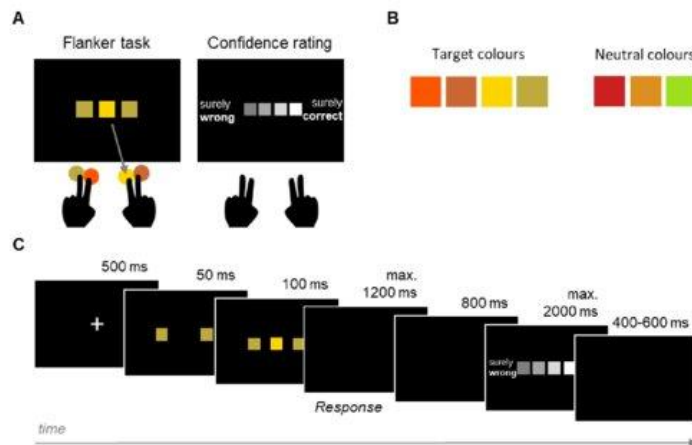 A
Flanker task
Confidence rating
surely
wrong
surely
correct
B
Target colours
Neutral colours
C
500 ms
50 ms
100 ms
max.
1200 ms
800 ms
max.
2000 ms
400-600 ms
surely
wrong
Response
time